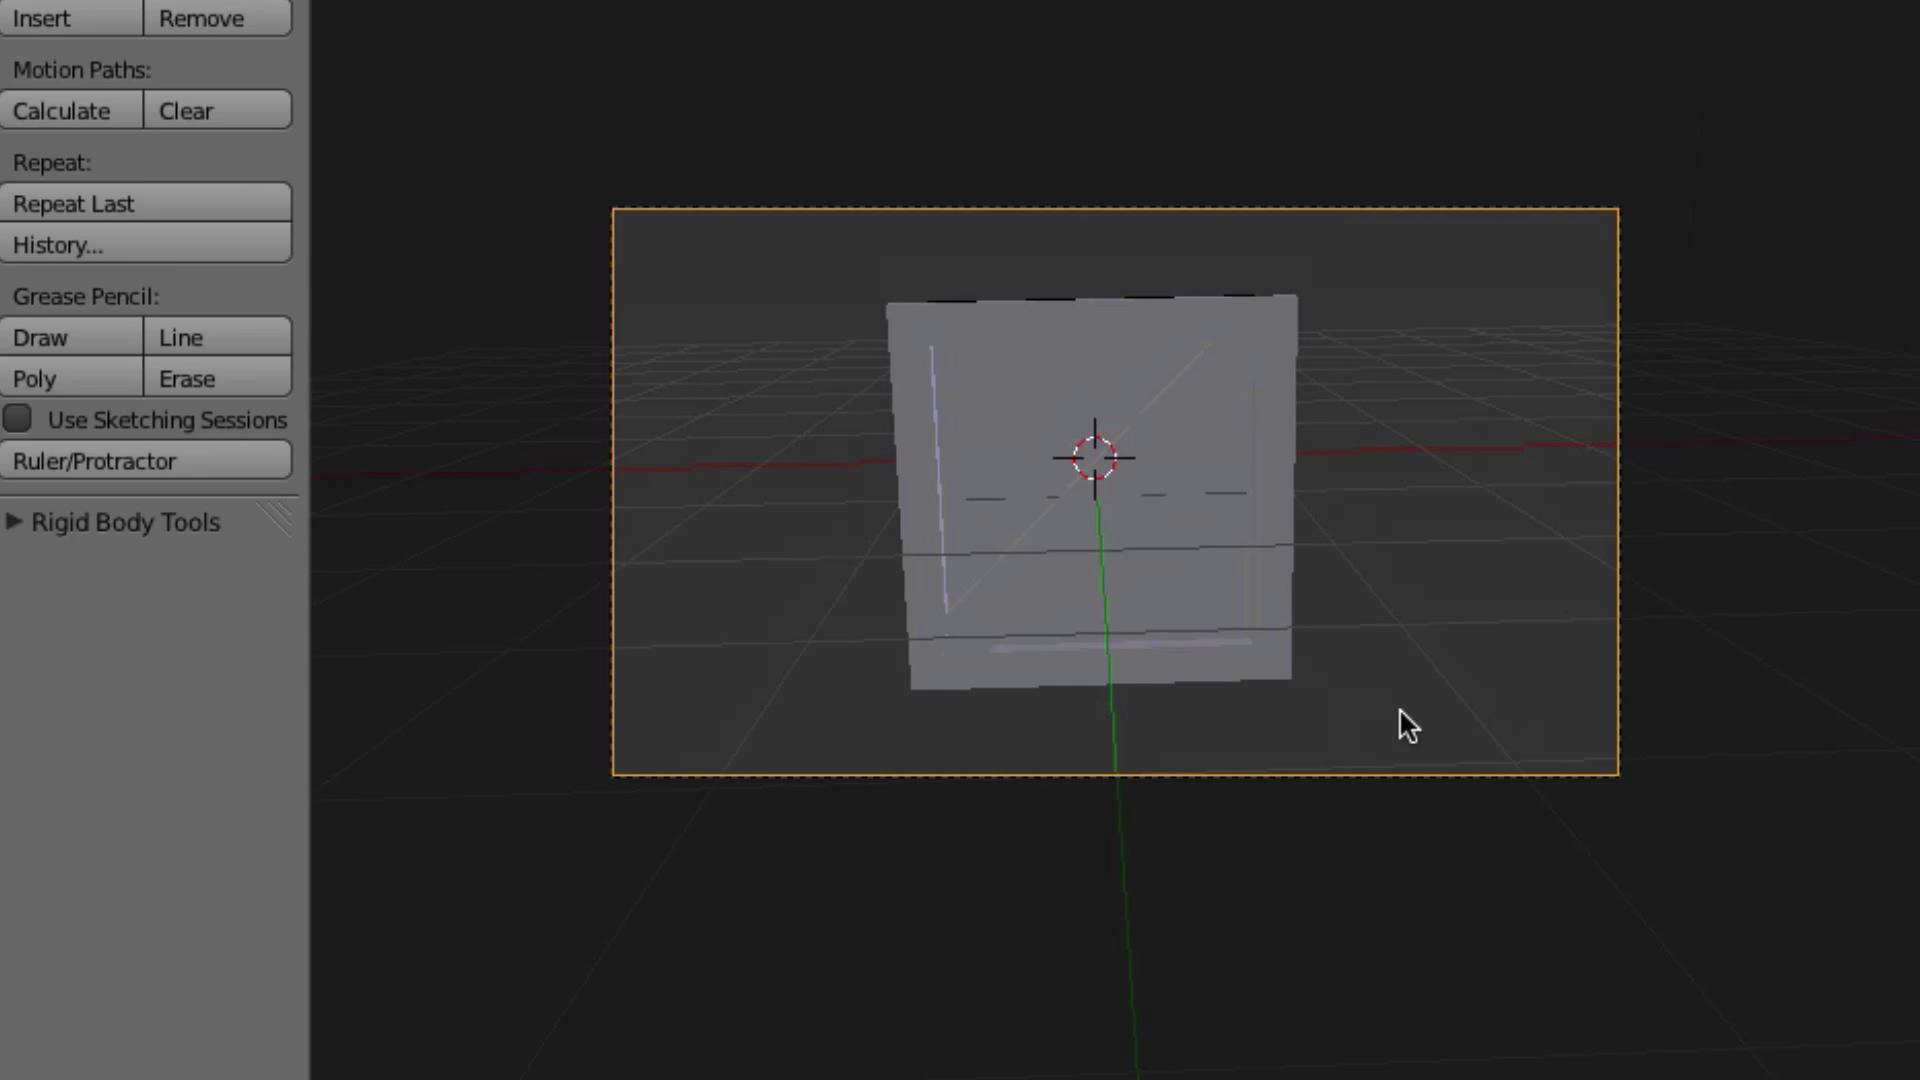 Insert Remove
Motion Paths:
Calculate Clear
Repeat:
Repeat Last
History...
Grease Pencil:
Draw Line
Poly Erase
Use Sketching Sessions
Ruler/Protractor
Rigid Body Tools